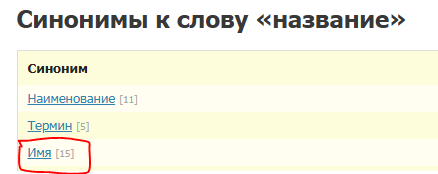 Синонимы к слову «название»
Синоним
Наименование [11]
Термин [5]
Имя [15]